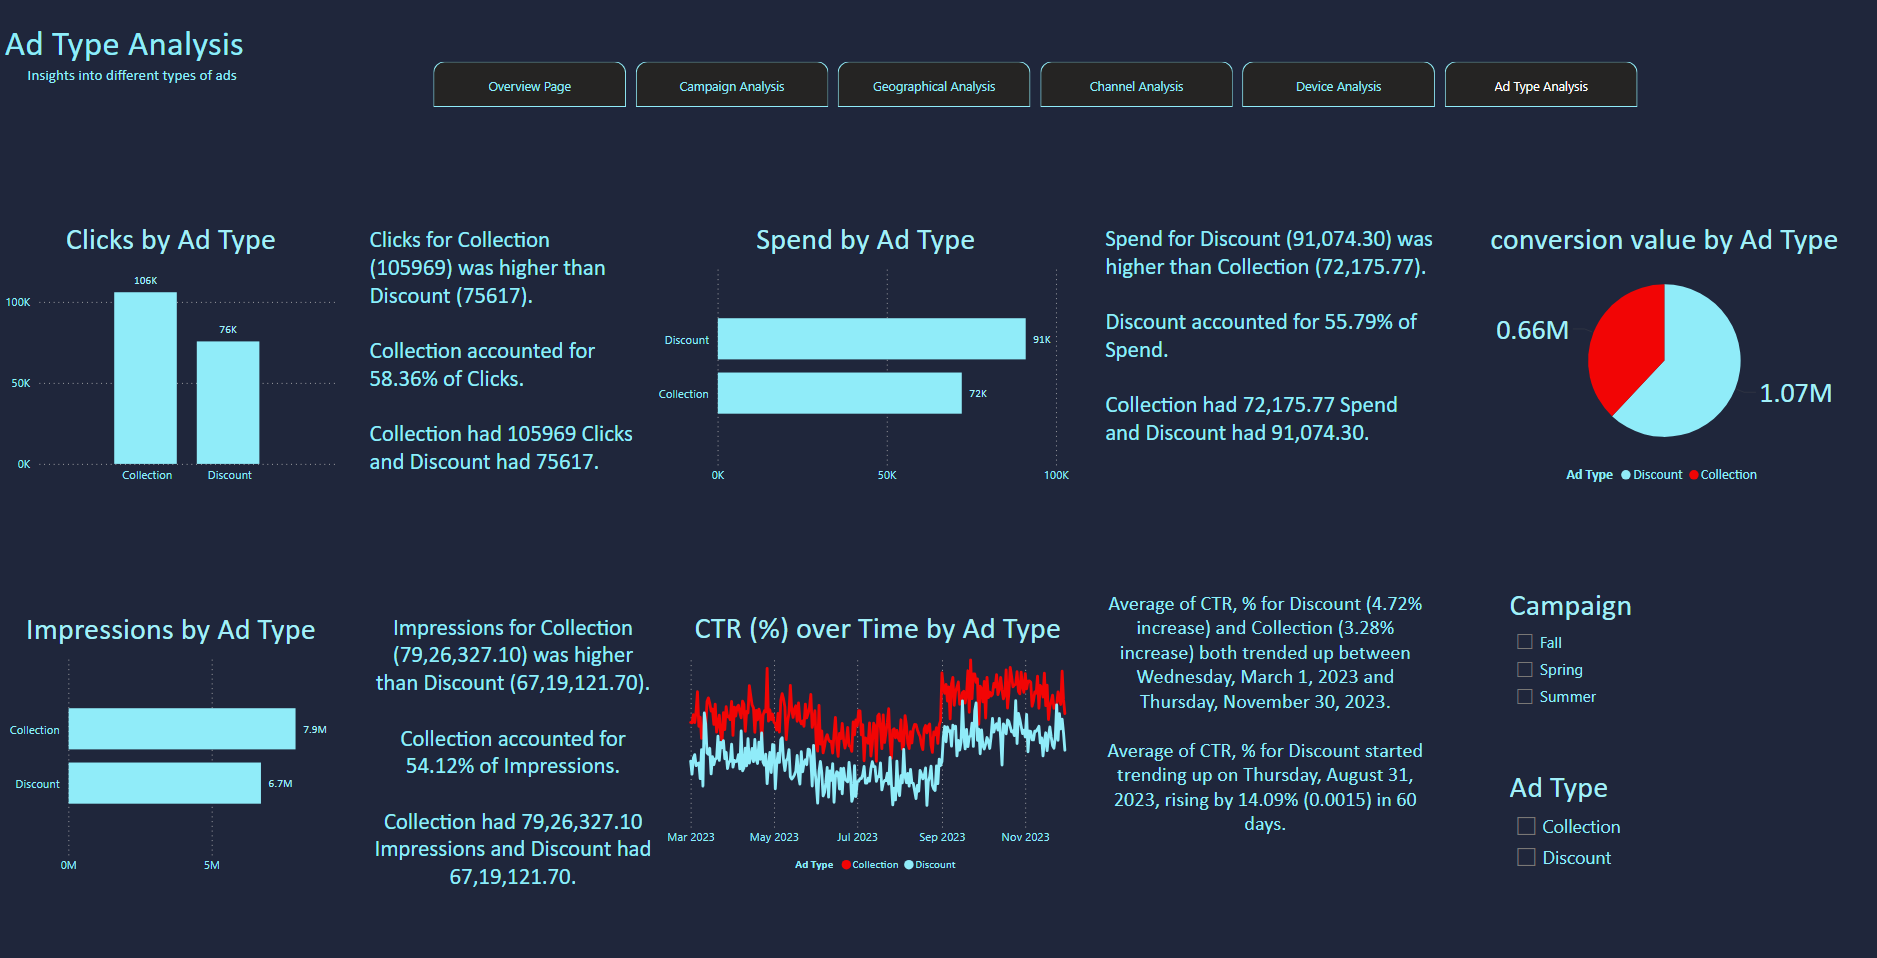 Ad Type Analysis
Insights into different types of ads
Overview Page
Campaign Analysis
Geographical Analysis
Channel Analysis
Device Analysis
Ad Type Analysis
Clicks by Ad Type
100K
50K
0K
106K
76K
Collection
Discount
Clicks for Collection
(105969) was higher than
Discount (75617).
Collection accounted for
58.36% of Clicks.
Collection had 105969 Clicks
and Discount had 75617.
Spend by Ad Type
Discount
91K
Collection
72K
0K
50K
100K
Spend for Discount (91,074.30) was
higher than Collection (72,175.77).
Discount accounted for 55.79% of
Spend.
Collection had 72,175.77 Spend
and Discount had 91,074.30.
conversion value by Ad Type
0.66M
1.07M
Ad Type Discount Collection
Impressions by Ad Type
Collection
7.9M
Discount
6.7M
0M
5M
Impressions for Collection
(79,26,327.10) was higher
than Discount (67,19,121.70).
Collection accounted for
54.12% of Impressions.
Collection had 79,26,327.10
Impressions and Discount had
67,19,121.70.
CTR (%) over Time by Ad Type
Mar 2023
May 2023
Jul 2023
Sep 2023
Nov 2023
Ad Type Collection Discount
Average of CTR, % for Discount (4.72%
increase) and Collection (3.28%
increase) both trended up between
Wednesday, March 1, 2023 and
Thursday, November 30, 2023.
Average of CTR, % for Discount started
trending up on Thursday, August 31,
2023, rising by 14.09% (0.0015) in 60
days.
Campaign
Fall
Spring
Summer
Ad Type
Collection
Discount